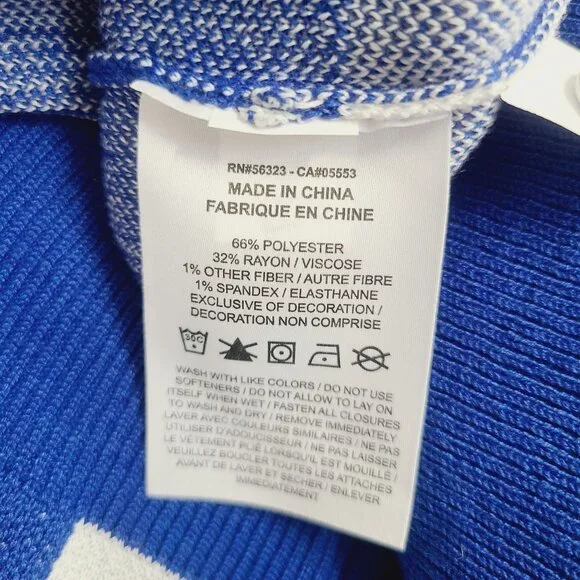 RN#56323 - CA#05553
MADE IN CHINA
FABRIQUE EN CHINE
66% POLYESTER
32% RAYON / VISCOSE
1% OTHER FIBER / AUTRE FIBRE
1% SPANDEX / ELASTHANNE
EXCLUSIVE OF DECORATION /
DECORATION NON COMPRISE
30C
WASH WITH LIKE COLORS / DO NOT USE
SOFTENERS / DO NOT ALLOW TO LAY ON
ITSELF WHEN WET / FASTEN ALL CLOSURES
TO WASH AND DRY / REMOVE IMMEDIATELY
LAVER AVEC COULEURS SIMILAIRES / NE PAS
UTILISER D'ADOUCISSEUR / NE PAS LAISSER
LE VÊTEMENT PLIÉ LORSQU'IL EST MOUILLÉ /
VEUILLEZ BOUCLER TOUTES LES ATTACHES
AVANT DE LAVER ET SÉCHER / ENLEVER
IMMÉDIATEMENT